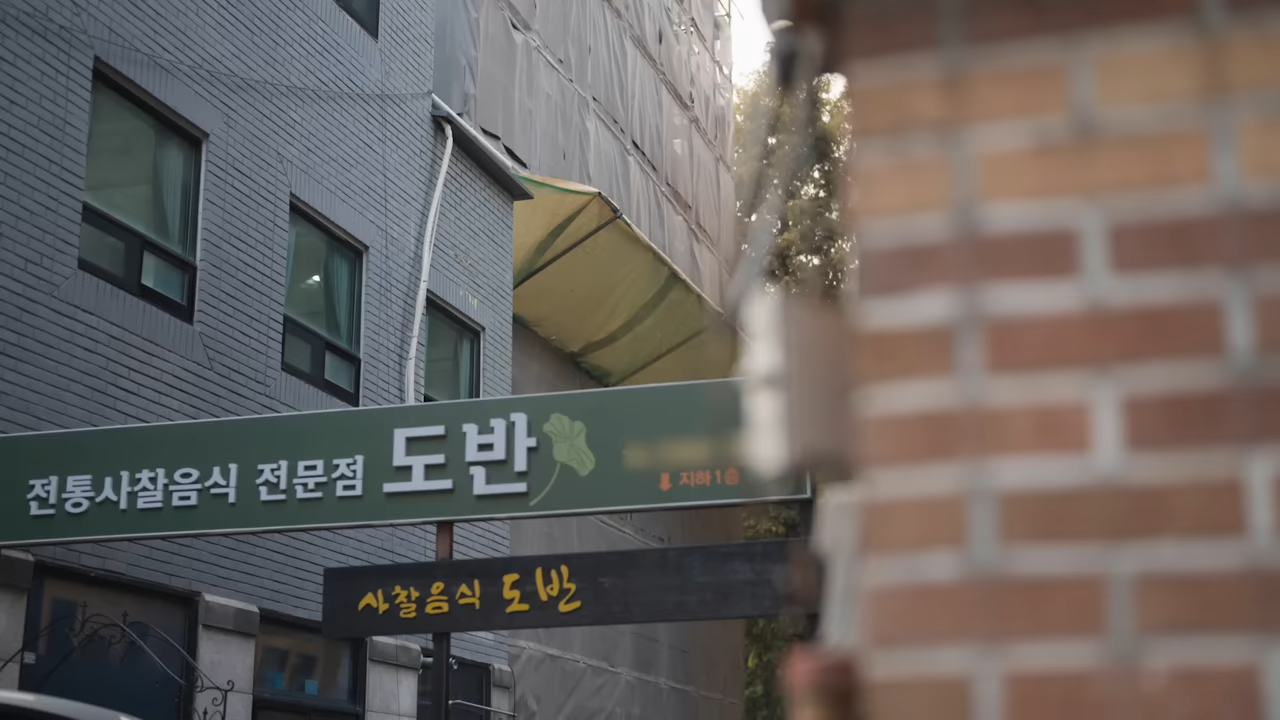 전통사찰음식 전문점 도반
지하1층
사찰음식 도반